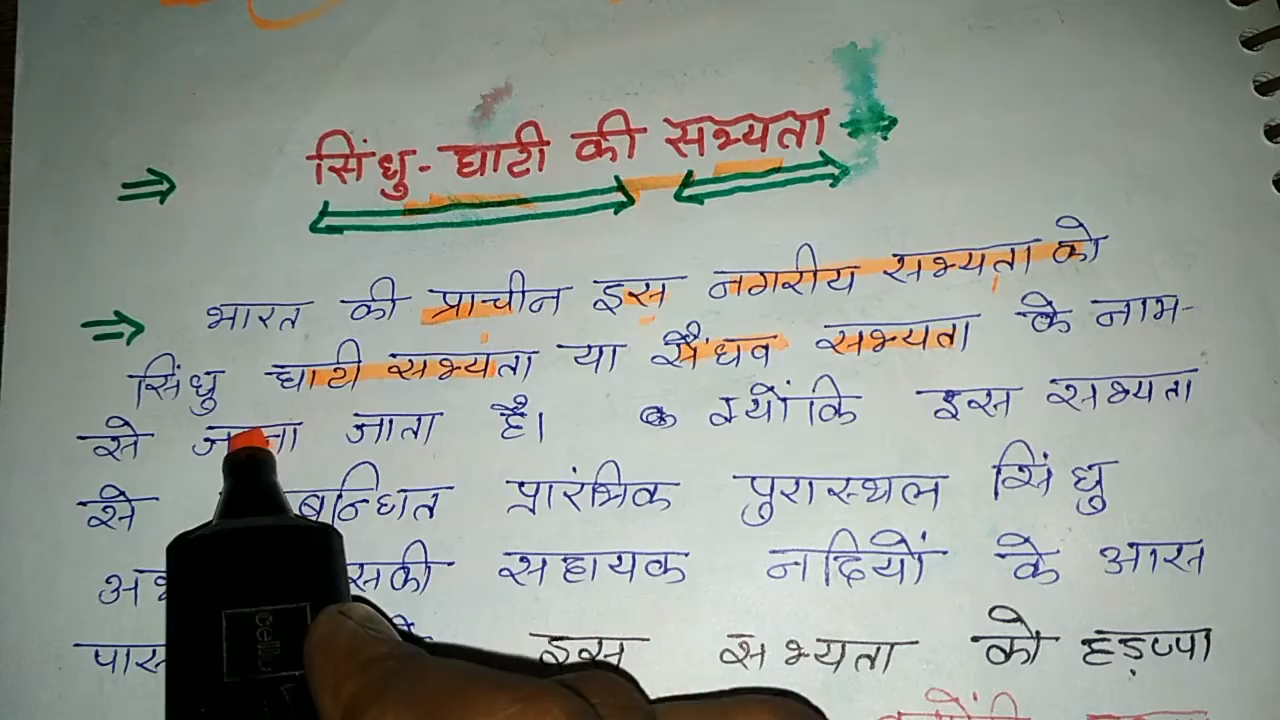 सिंधु-घाटी की सभ्यता
भारत की प्राचीन इस नगरीय सभ्यता को
सिंधु घाटी सभ्यता या सैंधव सभ्यता के नाम-
से जाना जाता है। क्योंकि इस सभ्यता
से बन्धित प्रारंभिक पुरास्थल सिंधु
सकी सहायक नदियों के आस
पास इस सभ्यता को हड़प्पा
cello